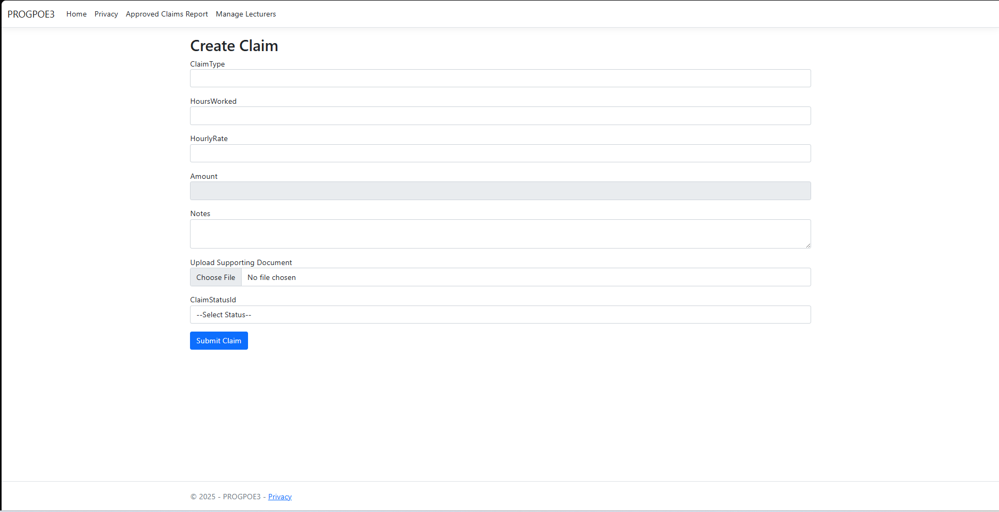 PROGPOE3 Home Privacy Approved Claims Report Manage Lecturers
Create Claim
ClaimType
HoursWorked
HourlyRate
Amount
Notes
Upload Supporting Document
Choose File No file chosen
ClaimStatusId
--Select Status--
Submit Claim
© 2025 - PROGPOE3 - Privacy